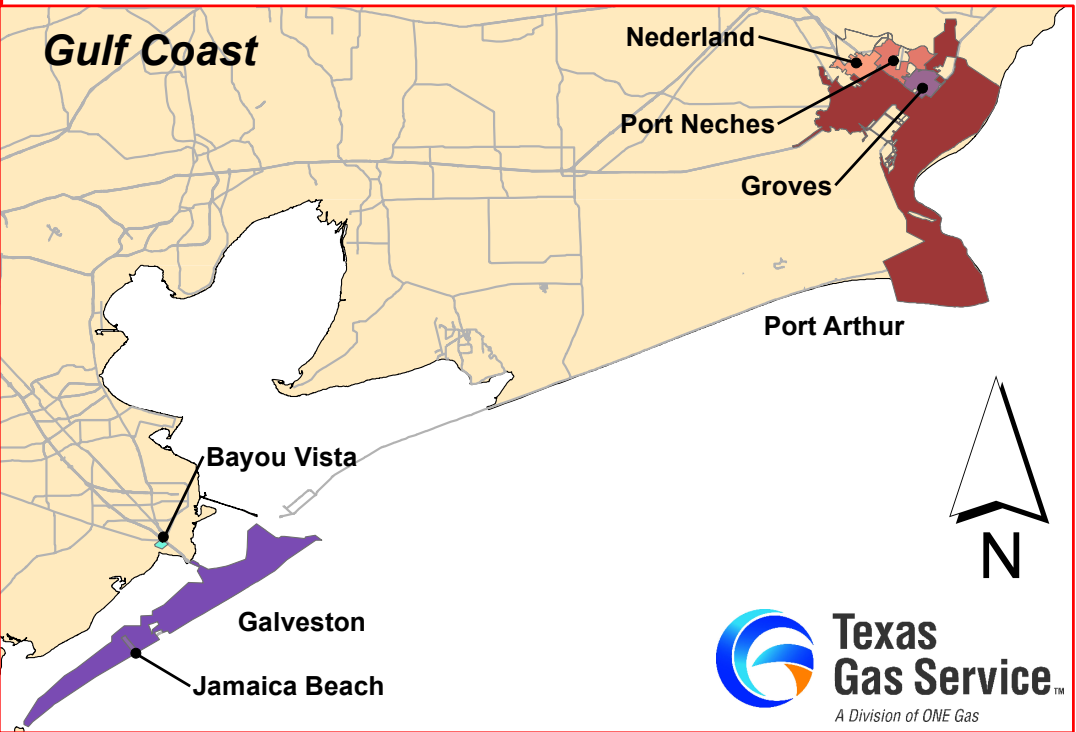 Gulf Coast
Nederland
Port Neches
Groves
Port Arthur
Bayou Vista
Galveston
Jamaica Beach
N
Texas
Gas Service™
A Division of ONE Gas